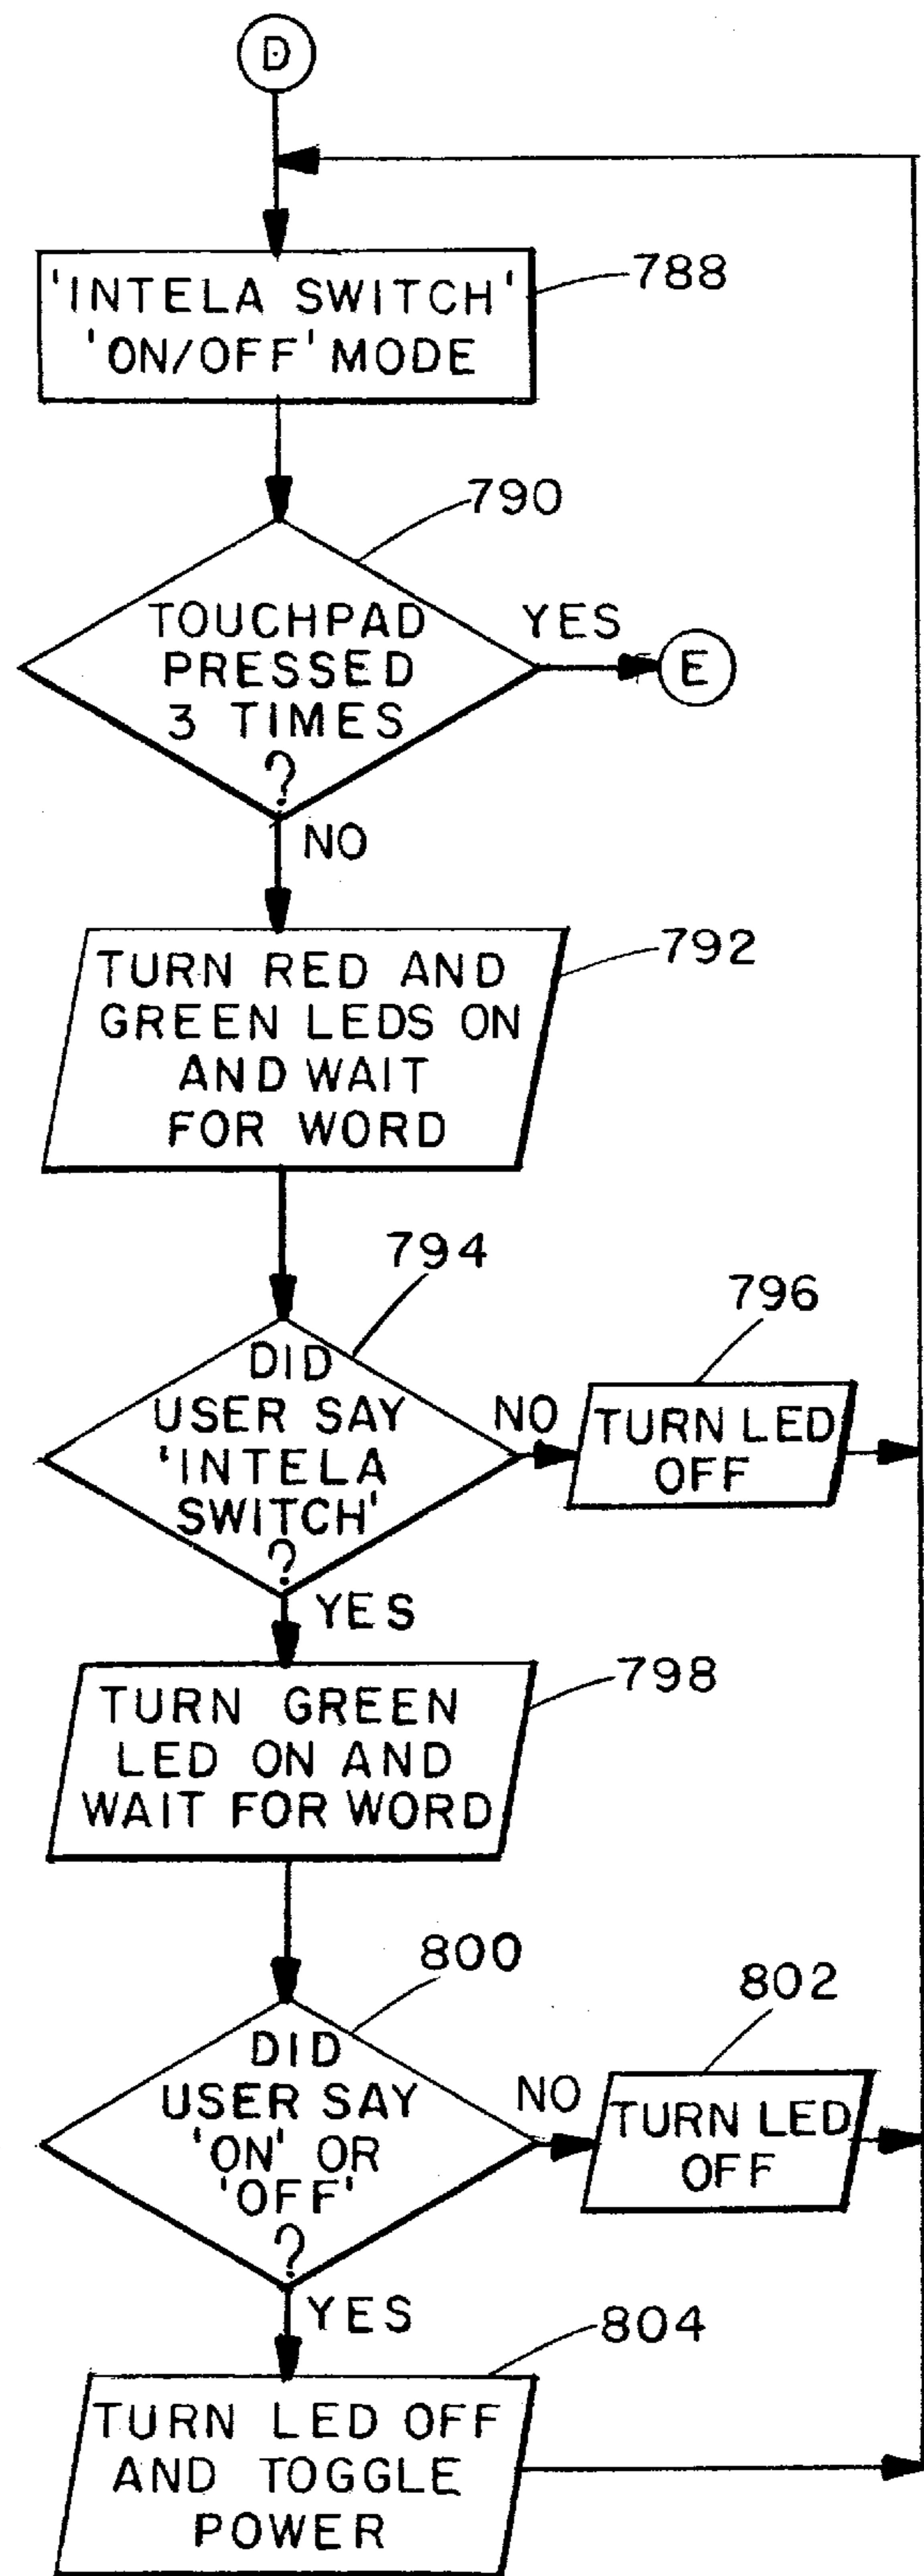 D
'INTELA SWITCH'
'ON/OFF' MODE
788
790
TOUCHPAD
PRESSED
3 TIMES
?
YES
E
NO
792
TURN RED AND
GREEN LEDS ON
AND WAIT
FOR WORD
794
DID
USER SAY
'INTELA
SWITCH'
?
NO
796
TURN LED
OFF
YES
798
TURN GREEN
LED ON AND
WAIT FOR WORD
800
DID
USER SAY
'ON' OR
'OFF'
?
NO
802
TURN LED
OFF
YES
804
TURN LED OFF
AND TOGGLE
POWER